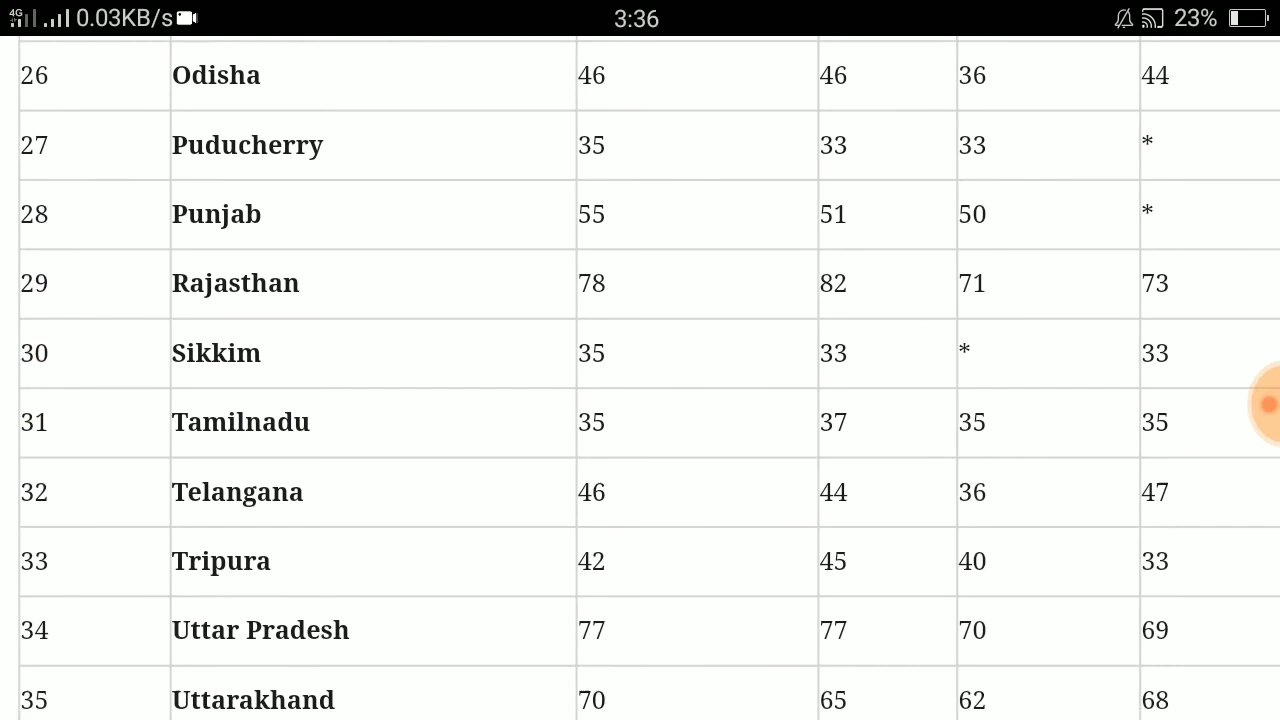 4G 0.03KB/s 3:36 23%
26 Odisha 46 46 36 44
27 Puducherry 35 33 33 *
28 Punjab 55 51 50 *
29 Rajasthan 78 82 71 73
30 Sikkim 35 33 * 33
31 Tamilnadu 35 37 35 35
32 Telangana 46 44 36 47
33 Tripura 42 45 40 33
34 Uttar Pradesh 77 77 70 69
35 Uttarakhand 70 65 62 68